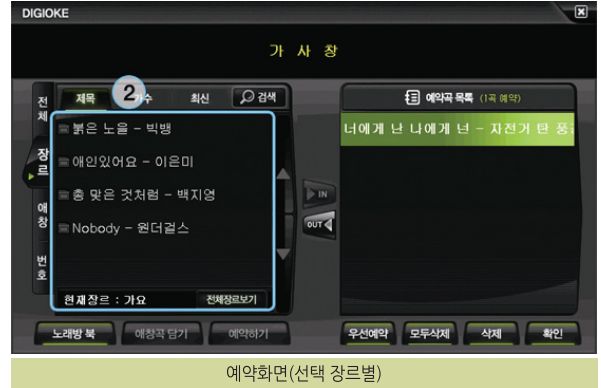 DIGIOKE
가 사 창
전체
장르
애창
번호
제목
2
최신
검색
예약곡 목록 (1곡 예약)
붉은 노을 - 빅뱅
애인있어요 - 이은미
총 맞은 것처럼 - 백지영
Nobody - 원더걸스
너에게 난 나에게 넌 - 자전거 탄 풍
IN
OUT
현재장르 : 가요
전체장르보기
노래방 북
애창곡 담기
예약하기
우선예약
모두삭제
삭제
확인
예약화면(선택 장르별)